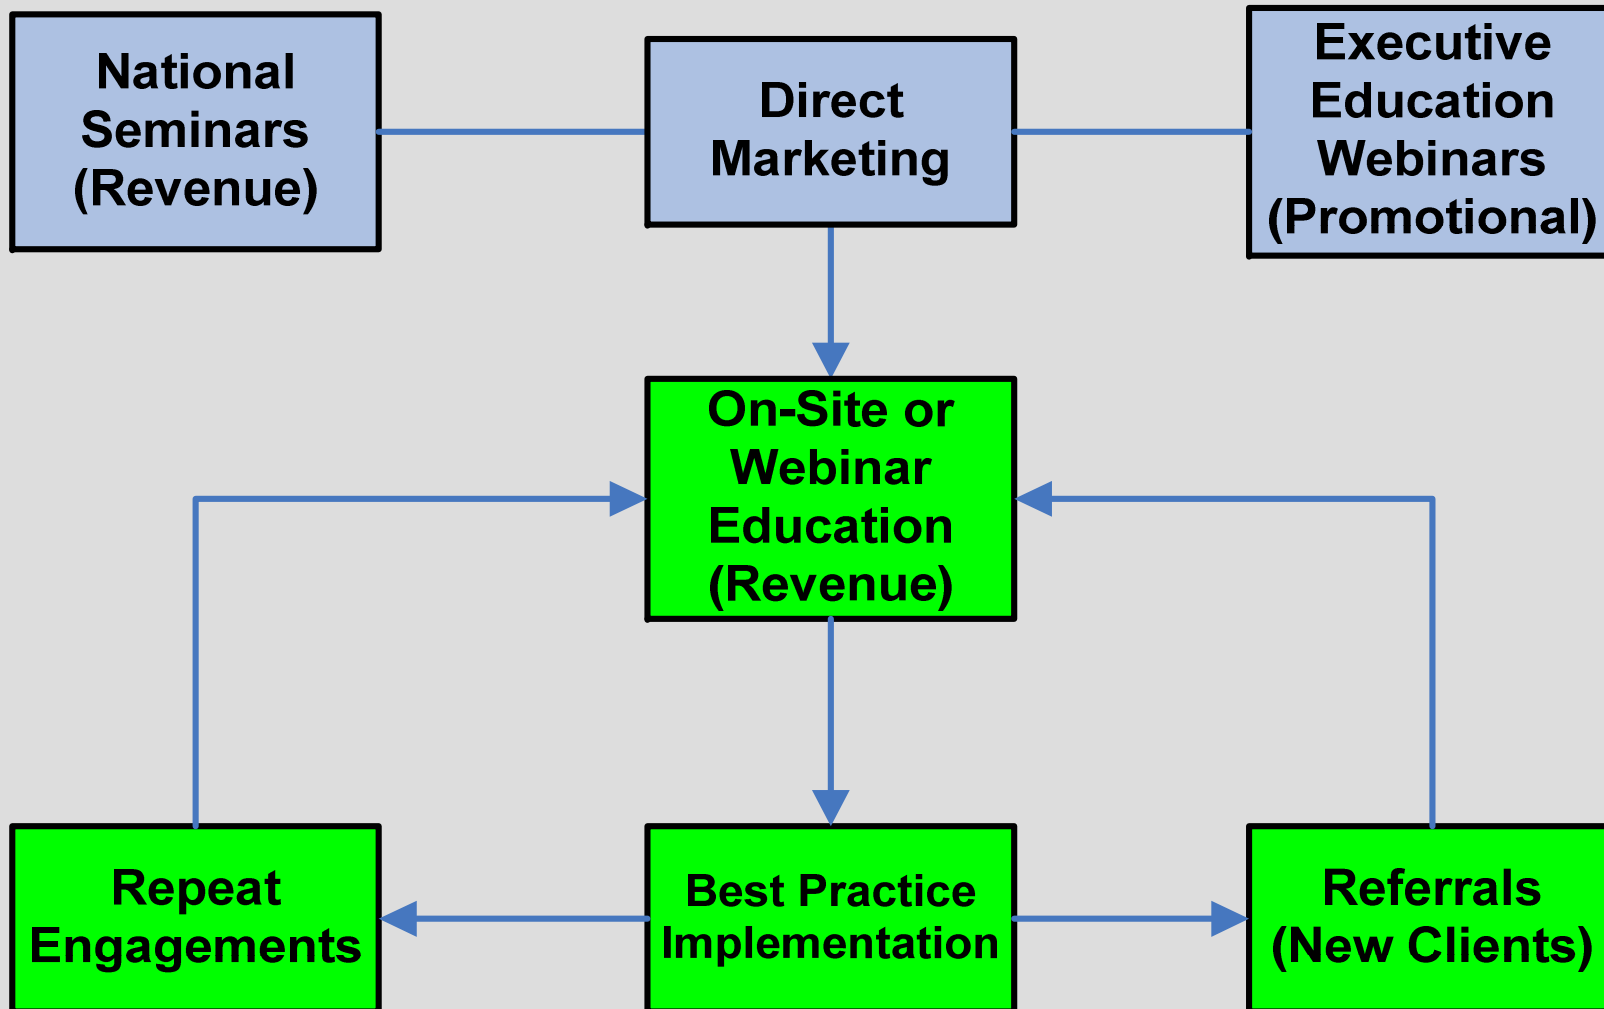 National
Seminars
(Revenue)
Direct
Marketing
Executive
Education
Webinars
(Promotional)
On-Site or
Webinar
Education
(Revenue)
Repeat
Engagements
Best Practice
Implementation
Referrals
(New Clients)